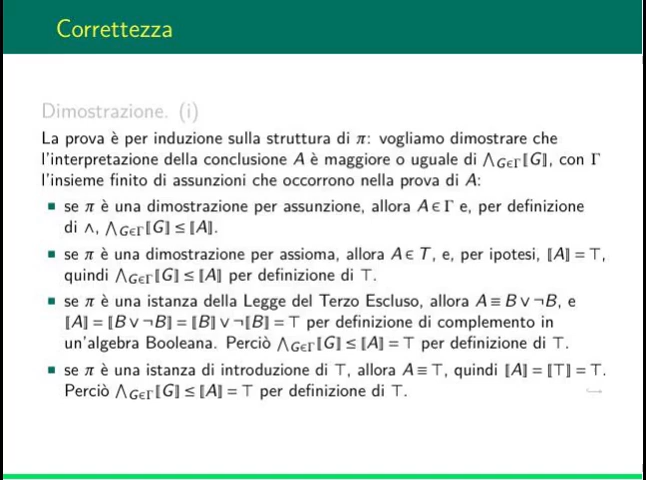 Correttezza
Dimostrazione. (i)
La prova è per induzione sulla struttura di π: vogliamo dimostrare che
l'interpretazione della conclusione A è maggiore o uguale di ⋀G∈Γ⟦G⟧, con Γ
l'insieme finito di assunzioni che occorrono nella prova di A:
▪ se π è una dimostrazione per assunzione, allora A ∈ Γ e, per definizione
di ∧, ⋀G∈Γ⟦G⟧ ≤ ⟦A⟧.
▪ se π è una dimostrazione per assioma, allora A ∈ T, e, per ipotesi, ⟦A⟧ = ⊤,
quindi ⋀G∈Γ⟦G⟧ ≤ ⟦A⟧ per definizione di ⊤.
▪ se π è una istanza della Legge del Terzo Escluso, allora A ≡ B ∨ ¬B, e
⟦A⟧ = ⟦B ∨ ¬B⟧ = ⟦B⟧ ∨ ¬⟦B⟧ = ⊤ per definizione di complemento in
un'algebra Booleana. Perciò ⋀G∈Γ⟦G⟧ ≤ ⟦A⟧ = ⊤ per definizione di ⊤.
▪ se π è una istanza di introduzione di ⊤, allora A ≡ ⊤, quindi ⟦A⟧ = ⟦⊤⟧ = ⊤.
Perciò ⋀G∈Γ⟦G⟧ ≤ ⟦A⟧ = ⊤ per definizione di ⊤. ↪